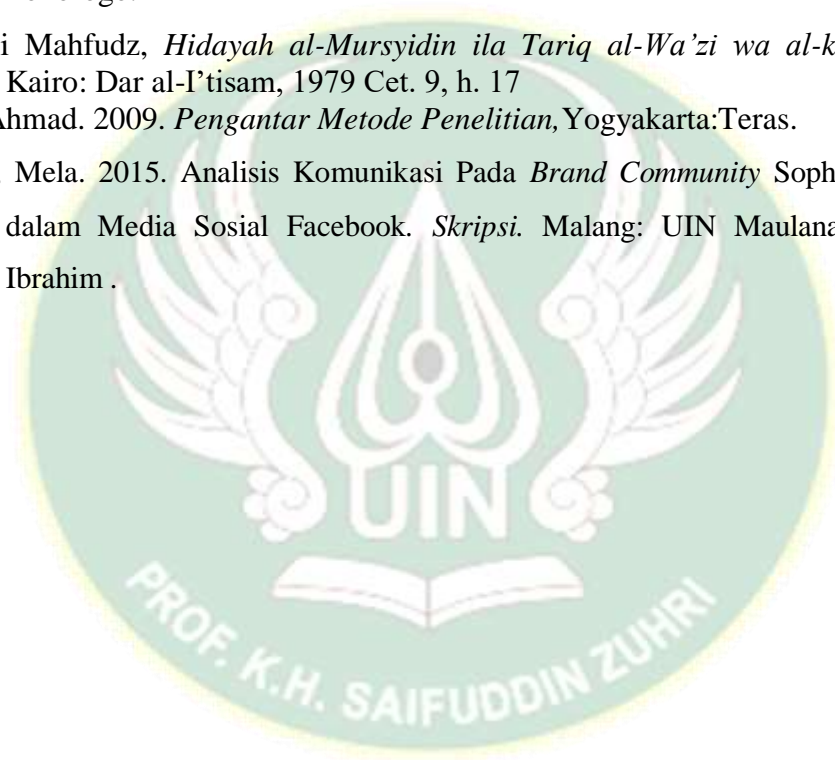 i Mahfudz, Hidayah al-Mursyidin ila Tariq al-Wa’zi wa al-k
Kairo: Dar al-I’tisam, 1979 Cet. 9, h. 17
Ahmad. 2009. Pengantar Metode Penelitian,Yogyakarta:Teras.
Mela. 2015. Analisis Komunikasi Pada Brand Community Soph
dalam Media Sosial Facebook. Skripsi. Malang: UIN Maulana
Ibrahim .
UIN
PROF. K.H. SAIFUDDIN ZUHRI